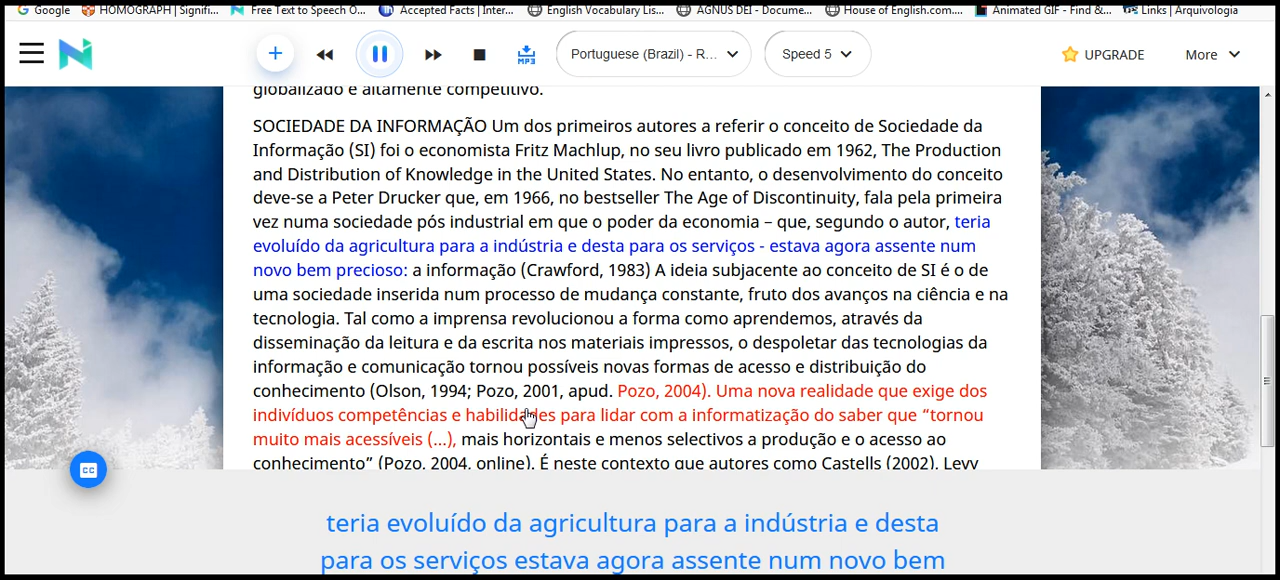 Google HOMOGRAPH | Signifi... Free Text to Speech O... Accepted Facts | Inter... English Vocabulary Lis... AGNUS DEI - Docume... House of English.com.... Animated GIF - Find &... Links | Arquivologia
MP3 Portuguese (Brazil) - R... Speed 5 UPGRADE More
globalizado e altamente competitivo.
SOCIEDADE DA INFORMAÇÃO Um dos primeiros autores a referir o conceito de Sociedade da
Informação (SI) foi o economista Fritz Machlup, no seu livro publicado em 1962, The Production
and Distribution of Knowledge in the United States. No entanto, o desenvolvimento do conceito
deve-se a Peter Drucker que, em 1966, no bestseller The Age of Discontinuity, fala pela primeira
vez numa sociedade pós industrial em que o poder da economia – que, segundo o autor, teria
evoluído da agricultura para a indústria e desta para os serviços - estava agora assente num
novo bem precioso: a informação (Crawford, 1983) A ideia subjacente ao conceito de SI é o de
uma sociedade inserida num processo de mudança constante, fruto dos avanços na ciência e na
tecnologia. Tal como a imprensa revolucionou a forma como aprendemos, através da
disseminação da leitura e da escrita nos materiais impressos, o despoletar das tecnologias da
informação e comunicação tornou possíveis novas formas de acesso e distribuição do
conhecimento (Olson, 1994; Pozo, 2001, apud. Pozo, 2004). Uma nova realidade que exige dos
indivíduos competências e habilidades para lidar com a informatização do saber que “tornou
muito mais acessíveis (...), mais horizontais e menos selectivos a produção e o acesso ao
conhecimento” (Pozo, 2004, online). É neste contexto que autores como Castells (2002), Levy
CC
teria evoluído da agricultura para a indústria e desta
para os serviços estava agora assente num novo bem